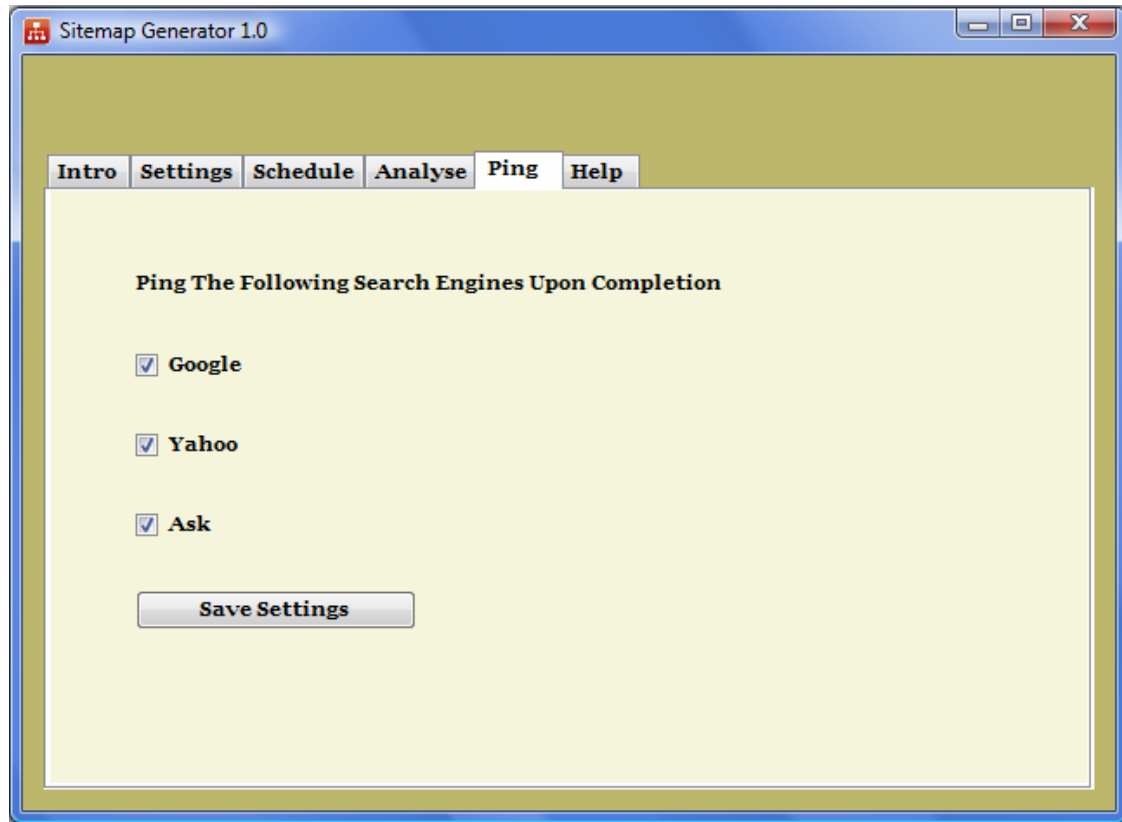 Sitemap Generator 1.0
Intro Settings Schedule Analyse Ping Help
Ping The Following Search Engines Upon Completion
Google
Yahoo
Ask
Save Settings